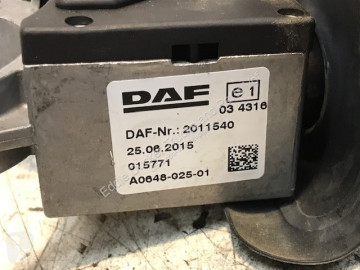 DAF
e1
03 4316
DAF-Nr.: 2011540
25.06.2015
015771
A0648-025-01